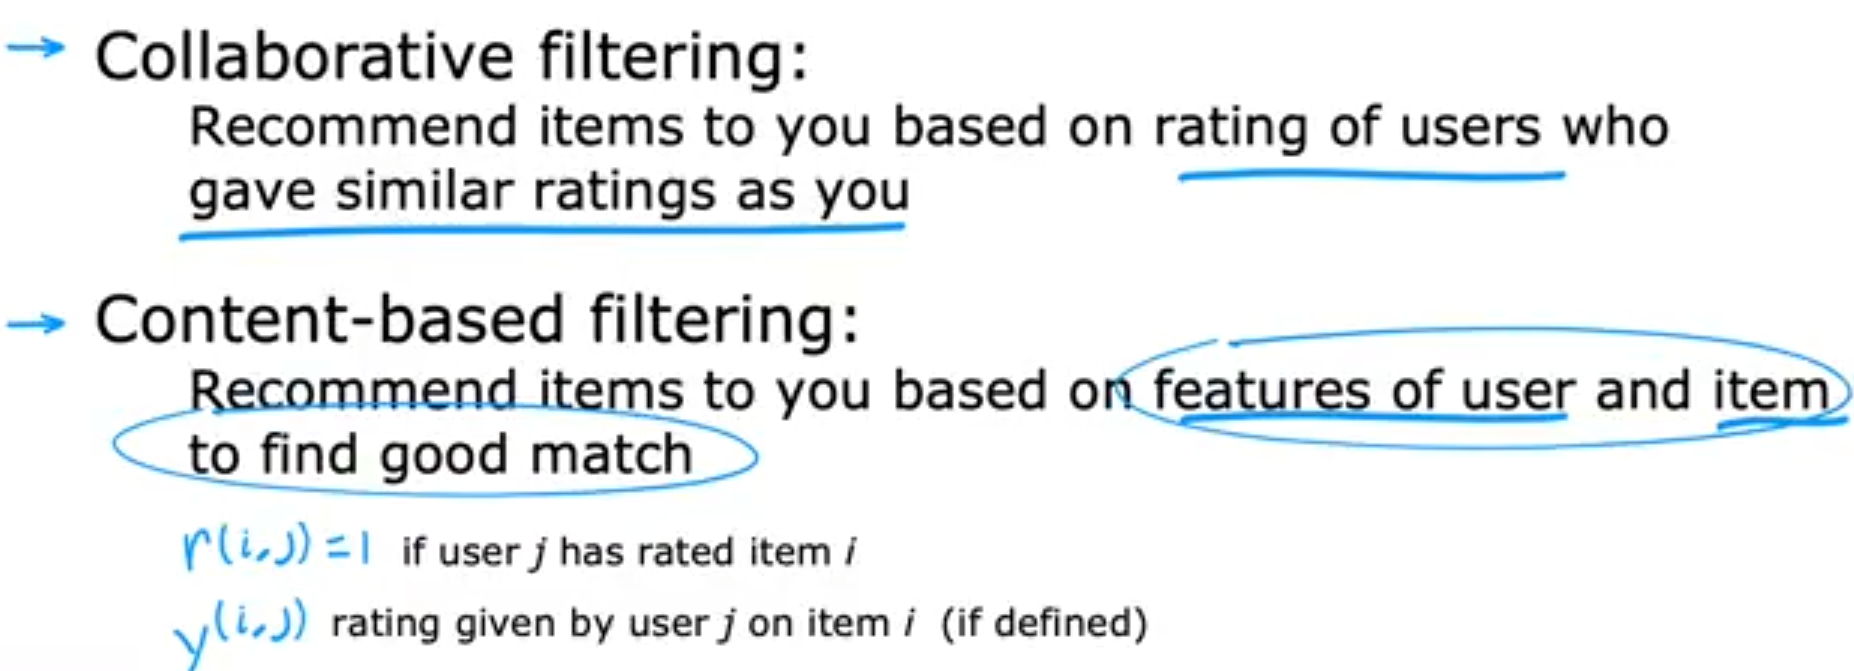 → Collaborative filtering:
Recommend items to you based on rating of users who
gave similar ratings as you
→ Content-based filtering:
Recommend items to you based on features of user and item
to find good match
r(i,j)=1 if user j has rated item i
y(i,j) rating given by user j on item i (if defined)